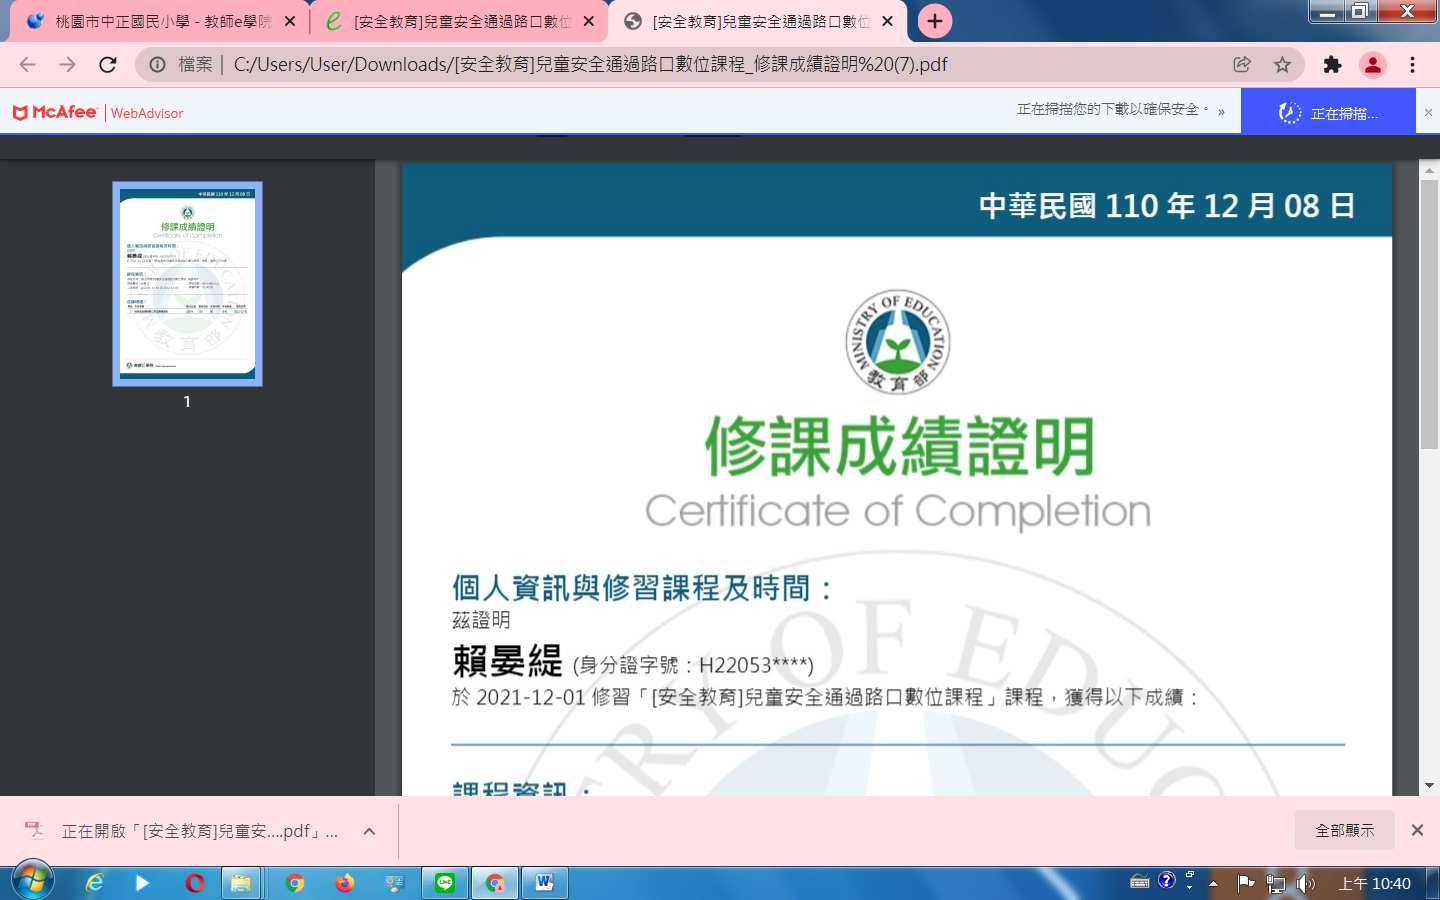 桃園市中正國民小學 - 教師e學院
[安全教育]兒童安全通過路口數位
[安全教育]兒童安全通過路口數位
檔案 | C:/Users/User/Downloads/[安全教育]兒童安全通過路口數位課程_修課成績證明%20(7).pdf
McAfee | WebAdvisor
正在掃描您的下載以確保安全。 »
正在掃描...
1
中華民國 110 年 12 月 08 日
MINISTRY OF EDUCATION
教育部
修課成績證明
Certificate of Completion
個人資訊與修習課程及時間：
茲證明
賴晏緹 (身分證字號：H22053****)
於 2021-12-01 修習「[安全教育]兒童安全通過路口數位課程」課程，獲得以下成績：
課程資訊：
正在開啟「[安全教育]兒童安....pdf」...
全部顯示
上午 10:40